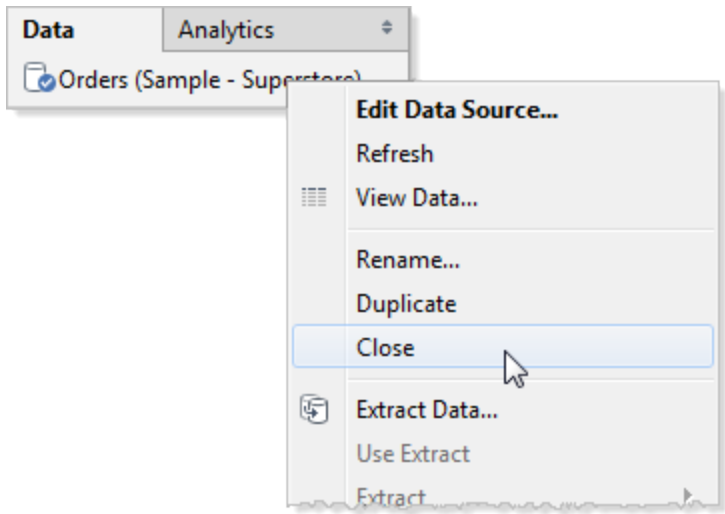 Data
Analytics
Orders (Sample - Superstore)
Edit Data Source...
Refresh
View Data...
Rename...
Duplicate
Close
Extract Data...
Use Extract
Extract